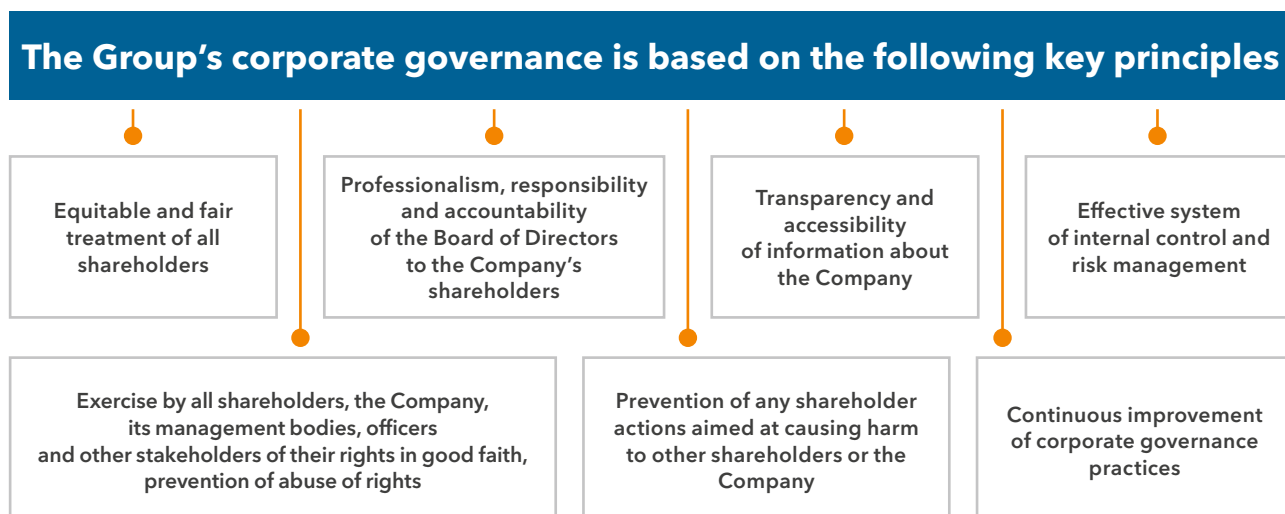 The Group’s corporate governance is based on the following key principles
Equitable and fair
treatment of all
shareholders
Professionalism, responsibility
and accountability
of the Board of Directors
to the Company’s
shareholders
Transparency and
accessibility
of information about
the Company
Effective system
of internal control and
risk management
Exercise by all shareholders, the Company,
its management bodies, officers
and other stakeholders of their rights in good faith,
prevention of abuse of rights
Prevention of any shareholder
actions aimed at causing harm
to other shareholders or the
Company
Continuous improvement
of corporate governance
practices